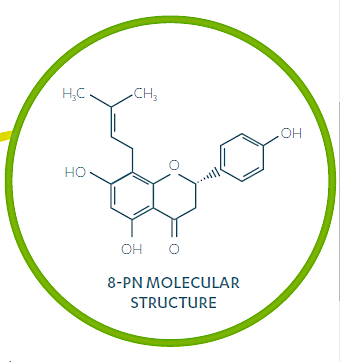 H₃C CH₃
OH
O
HO
OH O
8-PN MOLECULAR
STRUCTURE